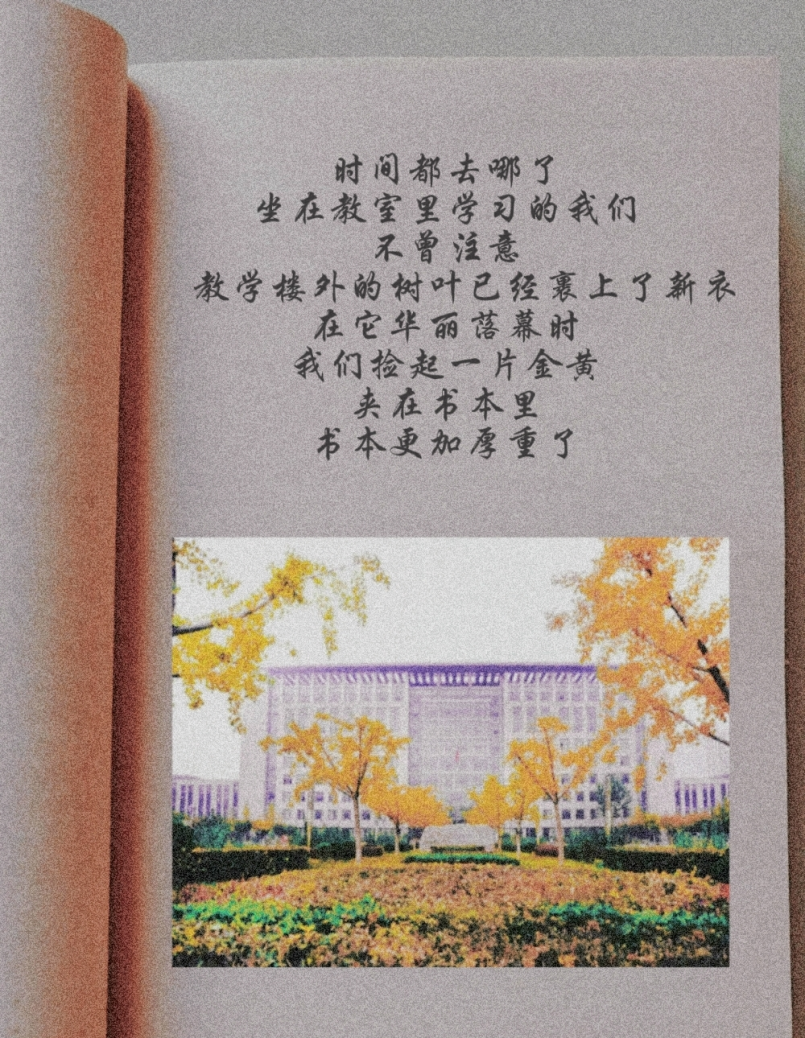 时间都去哪了
坐在教室里学习的我们
不曾注意
教学楼外的树叶已经裹上了新衣
在它华丽落幕时
我们捡起一片金黄
夹在书本里
书本更加厚重了